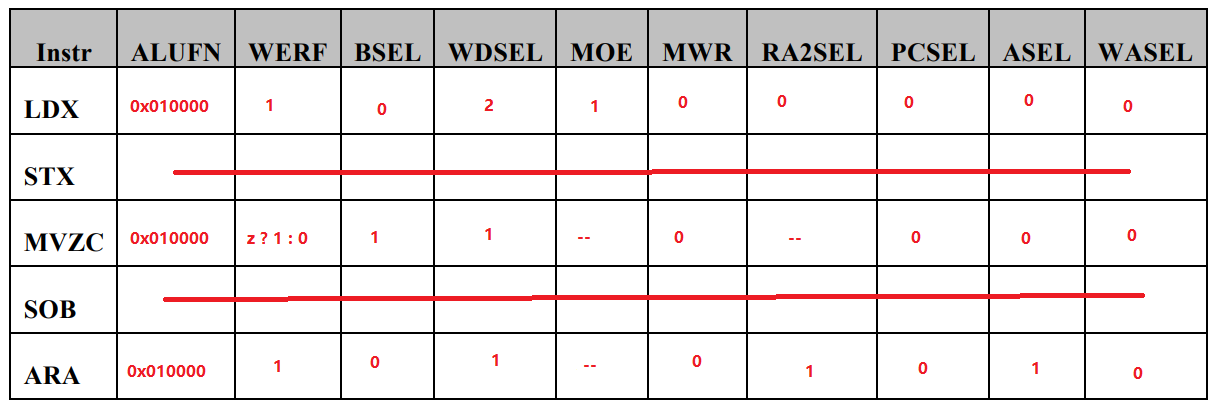 Instr ALUFN WERF BSEL WDSEL MOE MWR RA2SEL PCSEL ASEL WASEL
LDX 0x010000 1 0 2 1 0 0 0 0 0
STX
MVZC 0x010000 z ? 1 : 0 1 1 -- 0 -- 0 0 0
SOB
ARA 0x010000 1 0 1 -- 0 1 0 1 0